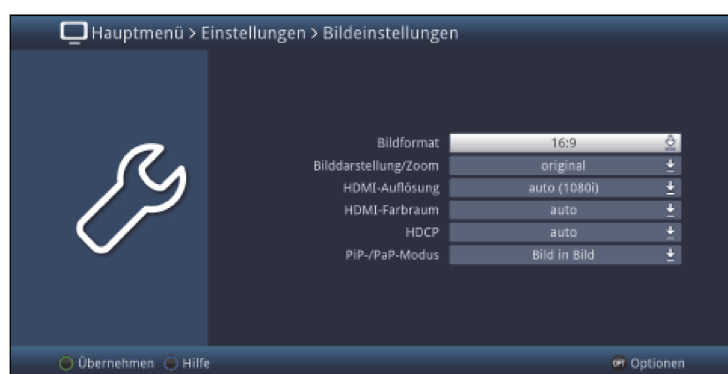 Hauptmenü > Einstellungen > Bildeinstellungen
Bildformat 16:9
Bilddarstellung/Zoom original
HDMI-Auflösung auto (1080i)
HDMI-Farbraum auto
HDCP auto
PiP-/PaP-Modus Bild in Bild
Übernehmen Hilfe OPT Optionen